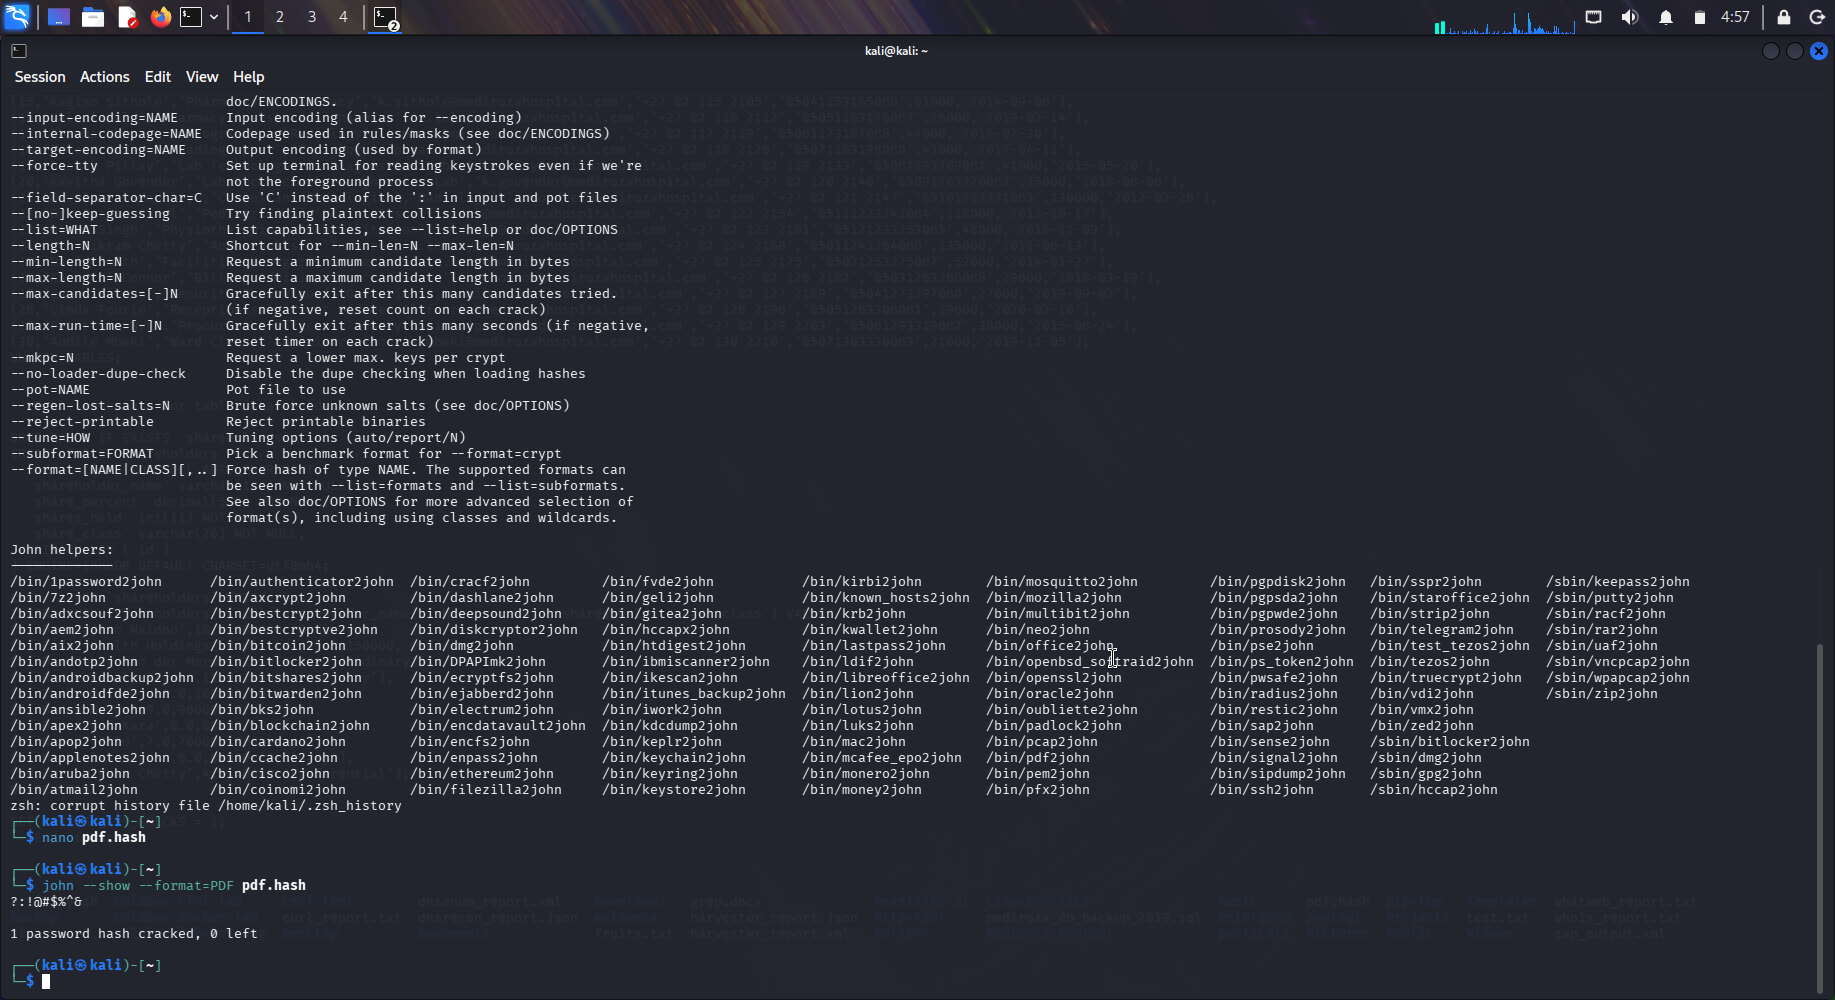 1 2 3 4 2 4:57
kali@kali: ~
Session Actions Edit View Help
doc/ENCODINGS.
--input-encoding=NAME Input encoding (alias for --encoding)
--internal-codepage=NAME Codepage used in rules/masks (see doc/ENCODINGS)
--target-encoding=NAME Output encoding (used by format)
--force-tty Set up terminal for reading keystrokes even if we're
not the foreground process
--field-separator-char=C Use 'C' instead of the ':' in input and pot files
--[no-]keep-guessing Try finding plaintext collisions
--list=WHAT List capabilities, see --list=help or doc/OPTIONS
--length=N Shortcut for --min-len=N --max-len=N
--min-length=N Request a minimum candidate length in bytes
--max-length=N Request a maximum candidate length in bytes
--max-candidates=[-]N Gracefully exit after this many candidates tried.
(if negative, reset count on each crack)
--max-run-time=[-]N Gracefully exit after this many seconds (if negative,
reset timer on each crack)
--mkpc=N Request a lower max. keys per crypt
--no-loader-dupe-check Disable the dupe checking when loading hashes
--pot=NAME Pot file to use
--regen-lost-salts=N Brute force unknown salts (see doc/OPTIONS)
--reject-printable Reject printable binaries
--tune=HOW Tuning options (auto/report/N)
--subformat=FORMAT Pick a benchmark format for --format=crypt
--format=[NAME|CLASS][,..] Force hash of type NAME. The supported formats can
be seen with --list=formats and --list=subformats.
See also doc/OPTIONS for more advanced selection of
format(s), including using classes and wildcards.
John helpers:
/bin/1password2john /bin/authenticator2john /bin/cracf2john /bin/fvde2john /bin/kirbi2john /bin/mosquitto2john /bin/pgpdisk2john /bin/sspr2john /sbin/keepass2john
/bin/7z2john /bin/axcrypt2john /bin/dashlane2john /bin/geli2john /bin/known_hosts2john /bin/mozilla2john /bin/pgpsda2john /bin/staroffice2john /sbin/putty2john
/bin/adxcsouf2john /bin/bestcrypt2john /bin/deepsound2john /bin/gitea2john /bin/krb2john /bin/multibit2john /bin/pgpwde2john /bin/strip2john /sbin/racf2john
/bin/aem2john /bin/bestcryptve2john /bin/diskcryptor2john /bin/hccapx2john /bin/kwallet2john /bin/neo2john /bin/prosody2john /bin/telegram2john /sbin/rar2john
/bin/aix2john /bin/bitcoin2john /bin/dmg2john /bin/htdigest2john /bin/lastpass2john /bin/office2john /bin/pse2john /bin/test_tezos2john /sbin/uaf2john
/bin/andotp2john /bin/bitlocker2john /bin/DPAPImk2john /bin/ibmiscanner2john /bin/ldif2john /bin/openbsd_softraid2john /bin/ps_token2john /bin/tezos2john /sbin/vncpcap2john
/bin/androidbackup2john /bin/bitshares2john /bin/ecryptfs2john /bin/ikescan2john /bin/libreoffice2john /bin/openssl2john /bin/pwsafe2john /bin/truecrypt2john /sbin/wpapcap2john
/bin/androidfde2john /bin/bitwarden2john /bin/ejabberd2john /bin/itunes_backup2john /bin/lion2john /bin/oracle2john /bin/radius2john /bin/vdi2john /sbin/zip2john
/bin/ansible2john /bin/bks2john /bin/electrum2john /bin/iwork2john /bin/lotus2john /bin/oubliette2john /bin/restic2john /bin/vmx2john
/bin/apex2john /bin/blockchain2john /bin/encdatavault2john /bin/kdcdump2john /bin/luks2john /bin/padlock2john /bin/sap2john /bin/zed2john
/bin/apop2john /bin/cardano2john /bin/encfs2john /bin/keplr2john /bin/mac2john /bin/pcap2john /bin/sense2john /sbin/bitlocker2john
/bin/applenotes2john /bin/ccache2john /bin/enpass2john /bin/keychain2john /bin/mcafee_epo2john /bin/pdf2john /bin/signal2john /sbin/dmg2john
/bin/aruba2john /bin/cisco2john /bin/ethereum2john /bin/keyring2john /bin/monero2john /bin/pem2john /bin/sipdump2john /sbin/gpg2john
/bin/atmail2john /bin/coinomi2john /bin/filezilla2john /bin/keystore2john /bin/money2john /bin/pfx2john /bin/ssh2john /sbin/hccap2john
zsh: corrupt history file /home/kali/.zsh_history
┌──(kali㉿kali)-[~]
└─$ nano pdf.hash
┌──(kali㉿kali)-[~]
└─$ john --show --format=PDF pdf.hash
?:!@#$%^&
1 password hash cracked, 0 left
┌──(kali㉿kali)-[~]
└─$